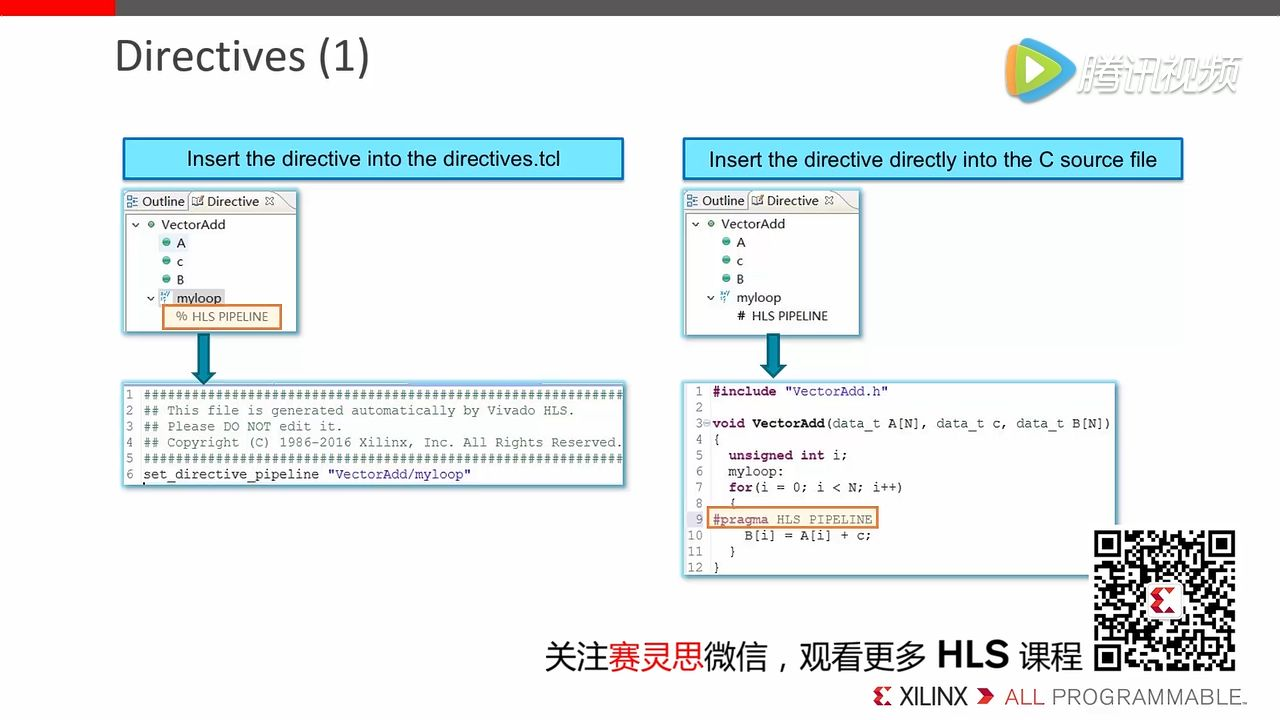 Directives (1)
腾讯视频
Insert the directive into the directives.tcl
Outline Directive
VectorAdd
A
c
B
myloop
% HLS PIPELINE
1 ############################################################
2 ## This file is generated automatically by Vivado HLS.
3 ## Please DO NOT edit it.
4 ## Copyright (C) 1986-2016 Xilinx, Inc. All Rights Reserved.
5 ############################################################
6 set_directive_pipeline "VectorAdd/myloop"
Insert the directive directly into the C source file
Outline Directive
VectorAdd
A
c
B
myloop
# HLS PIPELINE
1 #include "VectorAdd.h"
2
3 void VectorAdd(data_t A[N], data_t c, data_t B[N])
4 {
5 unsigned int i;
6 myloop:
7 for(i = 0; i < N; i++)
8 {
9 #pragma HLS PIPELINE
10 B[i] = A[i] + c;
11 }
12 }
关注赛灵思微信，观看更多 HLS 课程
XILINX ALL PROGRAMMABLE™